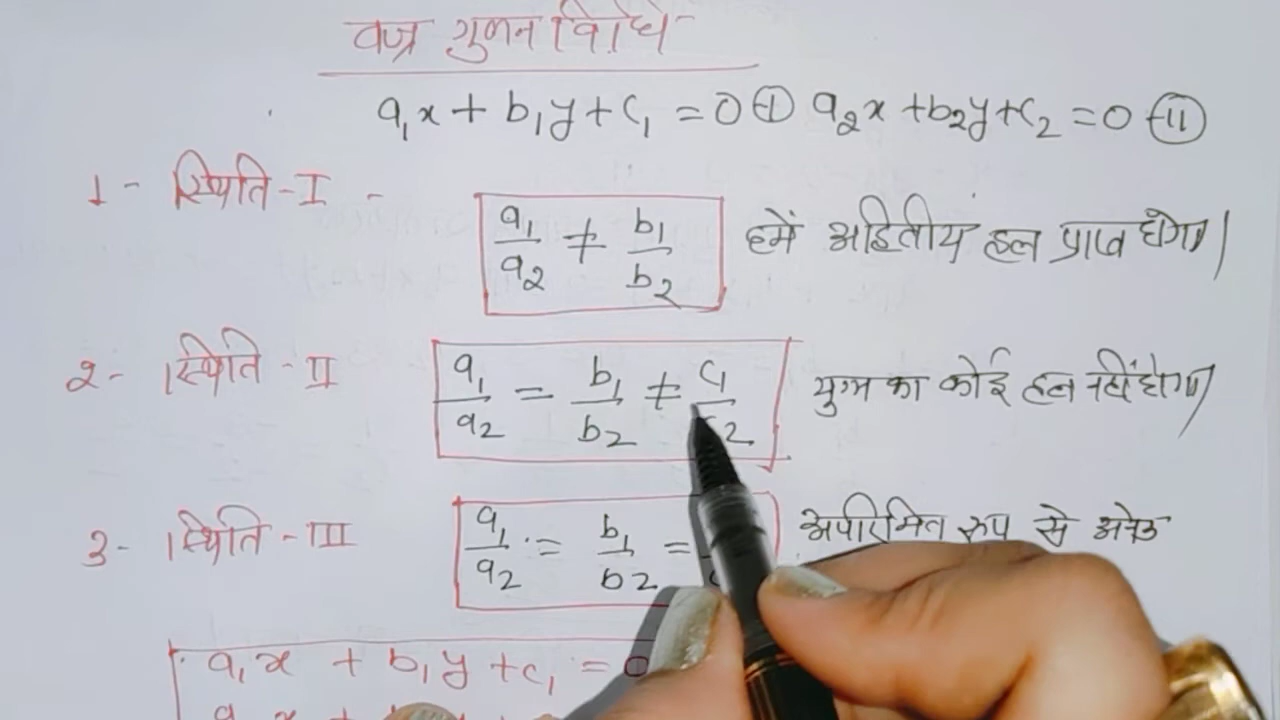 वज्र गुणन विधि
a₁x + b₁y + c₁ = 0 -Ⓘ a₂x + b₂y + c₂ = 0 -Ⓘ︎Ⓘ
1 - स्थिति - I -
a₁/a₂ ≠ b₁/b₂ हमें अद्वितीय हल प्राप्त होगा।
2 - स्थिति - II a₁/a₂ = b₁/b₂ ≠ c₁/c₂ युग्म का कोई हल नहीं होगा।
3 - स्थिति - III a₁/a₂ = b₁/b₂ = अपरिमित रूप से अनेक
a₁x + b₁y + c₁ = 0